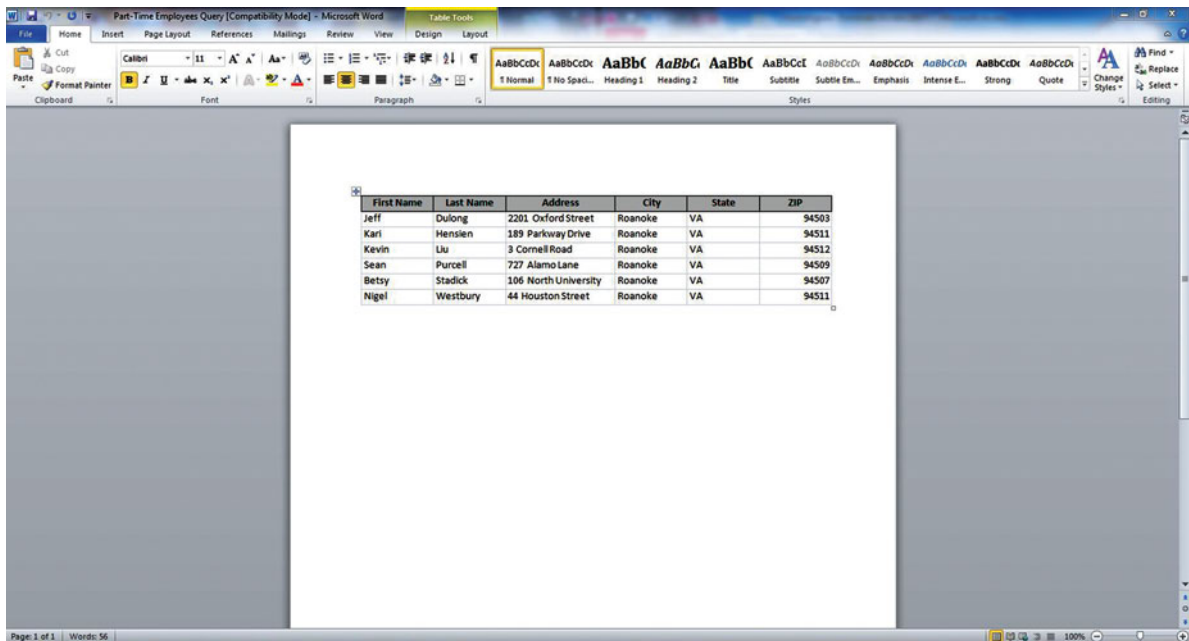 Part-Time Employees Query [Compatibility Mode] - Microsoft Word Table Tools
File Home Insert Page Layout References Mailings Review View Design Layout
Cut
Copy
Paste Format Painter
Calibri 11
B I U abc x, x²
AaBbCcDc AaBbCcDc AaBbC AaBbC AaBbC AaBbCcI AaBbCcDc AaBbCcDc AaBbCcDc AaBbCcDc AaBbCcDc
¶ Normal ¶ No Spaci... Heading 1 Heading 2 Title Subtitle Subtle Em... Emphasis Intense E... Strong Quote
Change Styles
Find
Replace
Select
Clipboard Font Paragraph Styles Editing
First Name Last Name Address City State ZIP
Jeff Dulong 2201 Oxford Street Roanoke VA 94503
Kari Hensien 189 Parkway Drive Roanoke VA 94511
Kevin Liu 3 Cornell Road Roanoke VA 94512
Sean Purcell 727 Alamo Lane Roanoke VA 94509
Betsy Stadick 106 North University Roanoke VA 94507
Nigel Westbury 44 Houston Street Roanoke VA 94511
Page: 1 of 1 Words: 56 100%